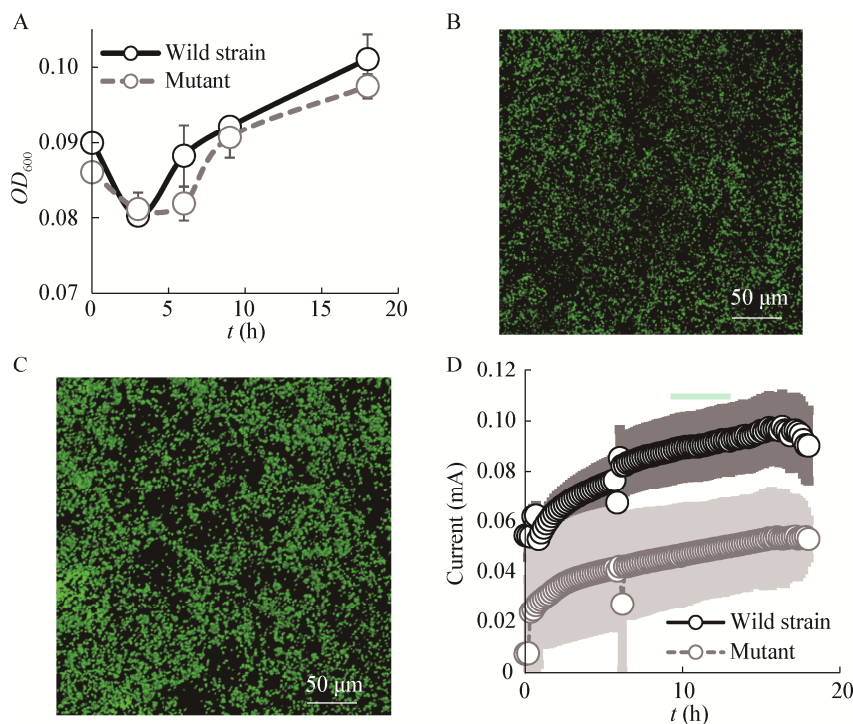 A
Wild strain
Mutant
OD600
0.10
0.09
0.08
0.07
0
5
10
15
20
t (h)
B
50 μm
C
50 μm
D
Current (mA)
0.12
0.10
0.08
0.06
0.04
0.02
0
Wild strain
Mutant
0
10
20
t (h)